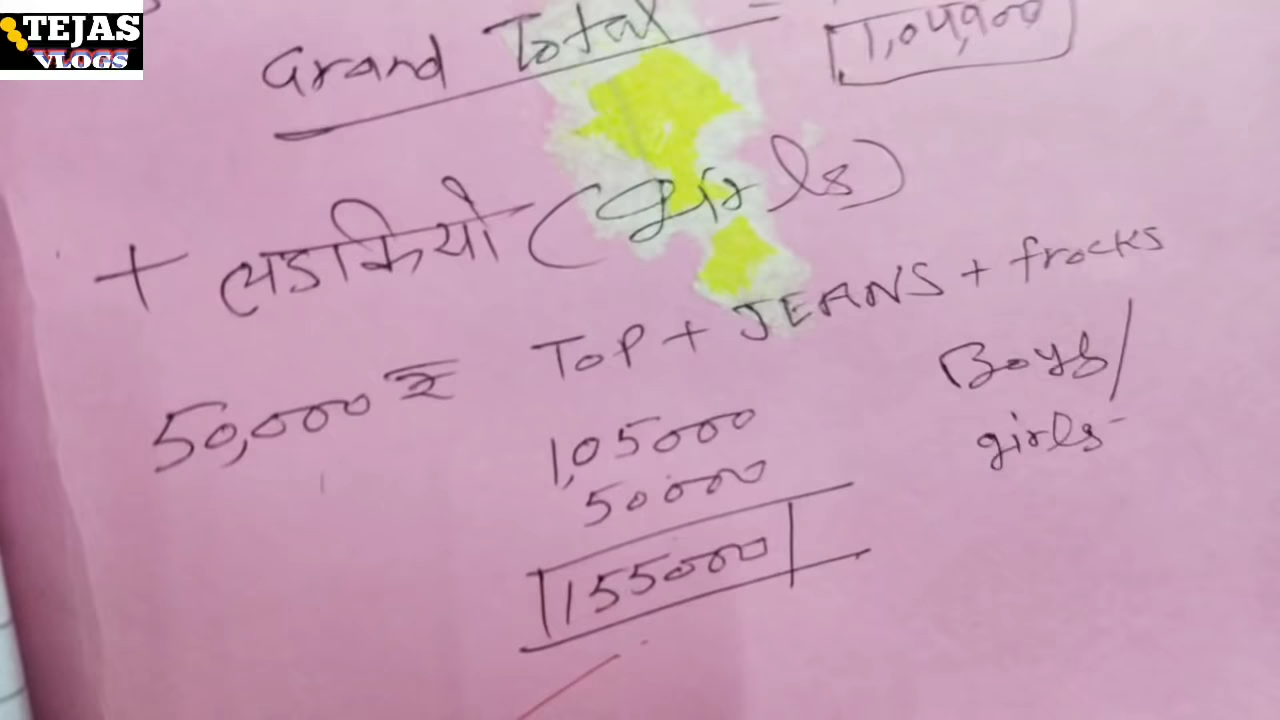 TEJAS
VLOGS
Grand Total =
1,04,900
+ लडकियो (girls)
50,000 ₹ Top + JEANS + frocks
1,05000
50000
155000
Boys/
girls